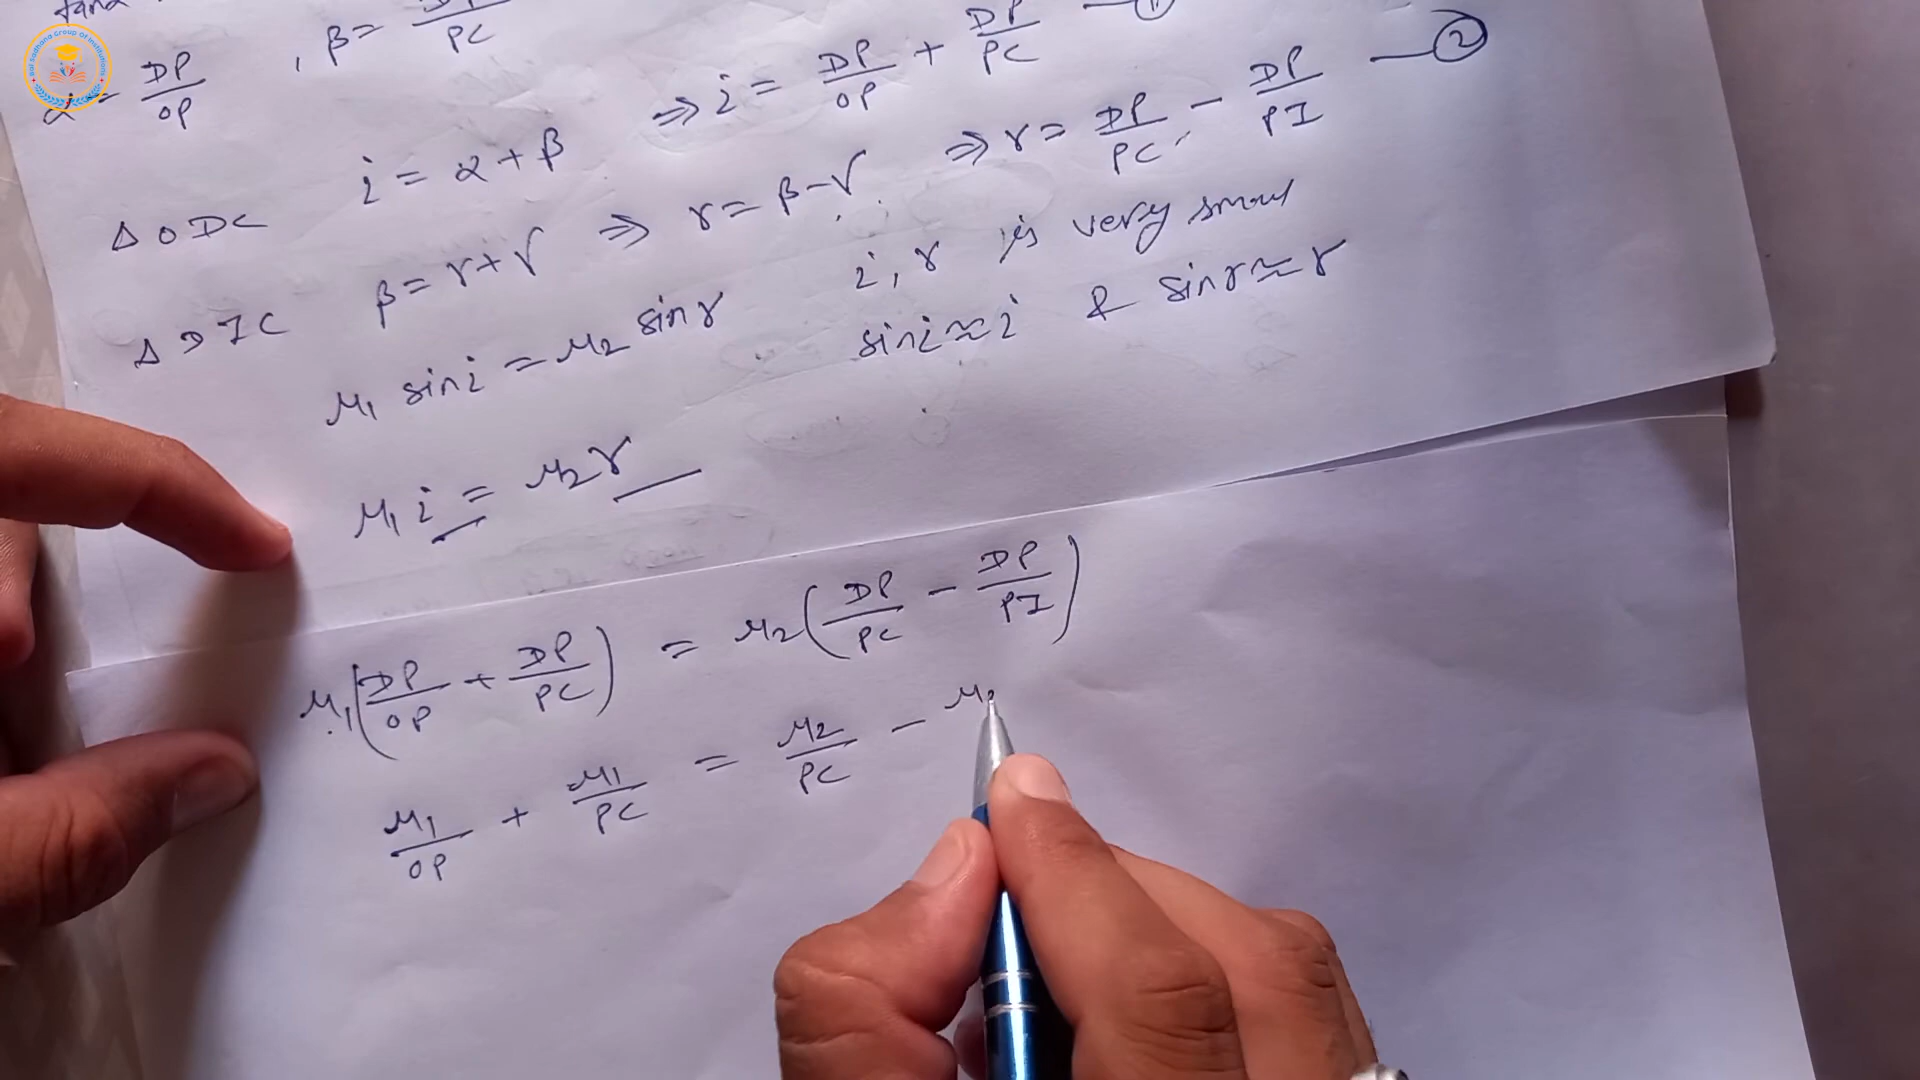 α = DP/OP , β = DP/PC
i = α + β ⇒ i = DP/OP + DP/PC — ①
Δ ODC
β = r + γ ⇒ r = β - γ ⇒ r = DP/PC - DP/PI — ②
Δ DIC
μ1 sin i = μ2 sin r
i, r is very small
sin i ≈ i & sin r ≈ r
μ1 i = μ2 r
μ1 (DP/OP + DP/PC) = μ2 (DP/PC - DP/PI)
μ1/OP + μ1/PC = μ2/PC - μ2